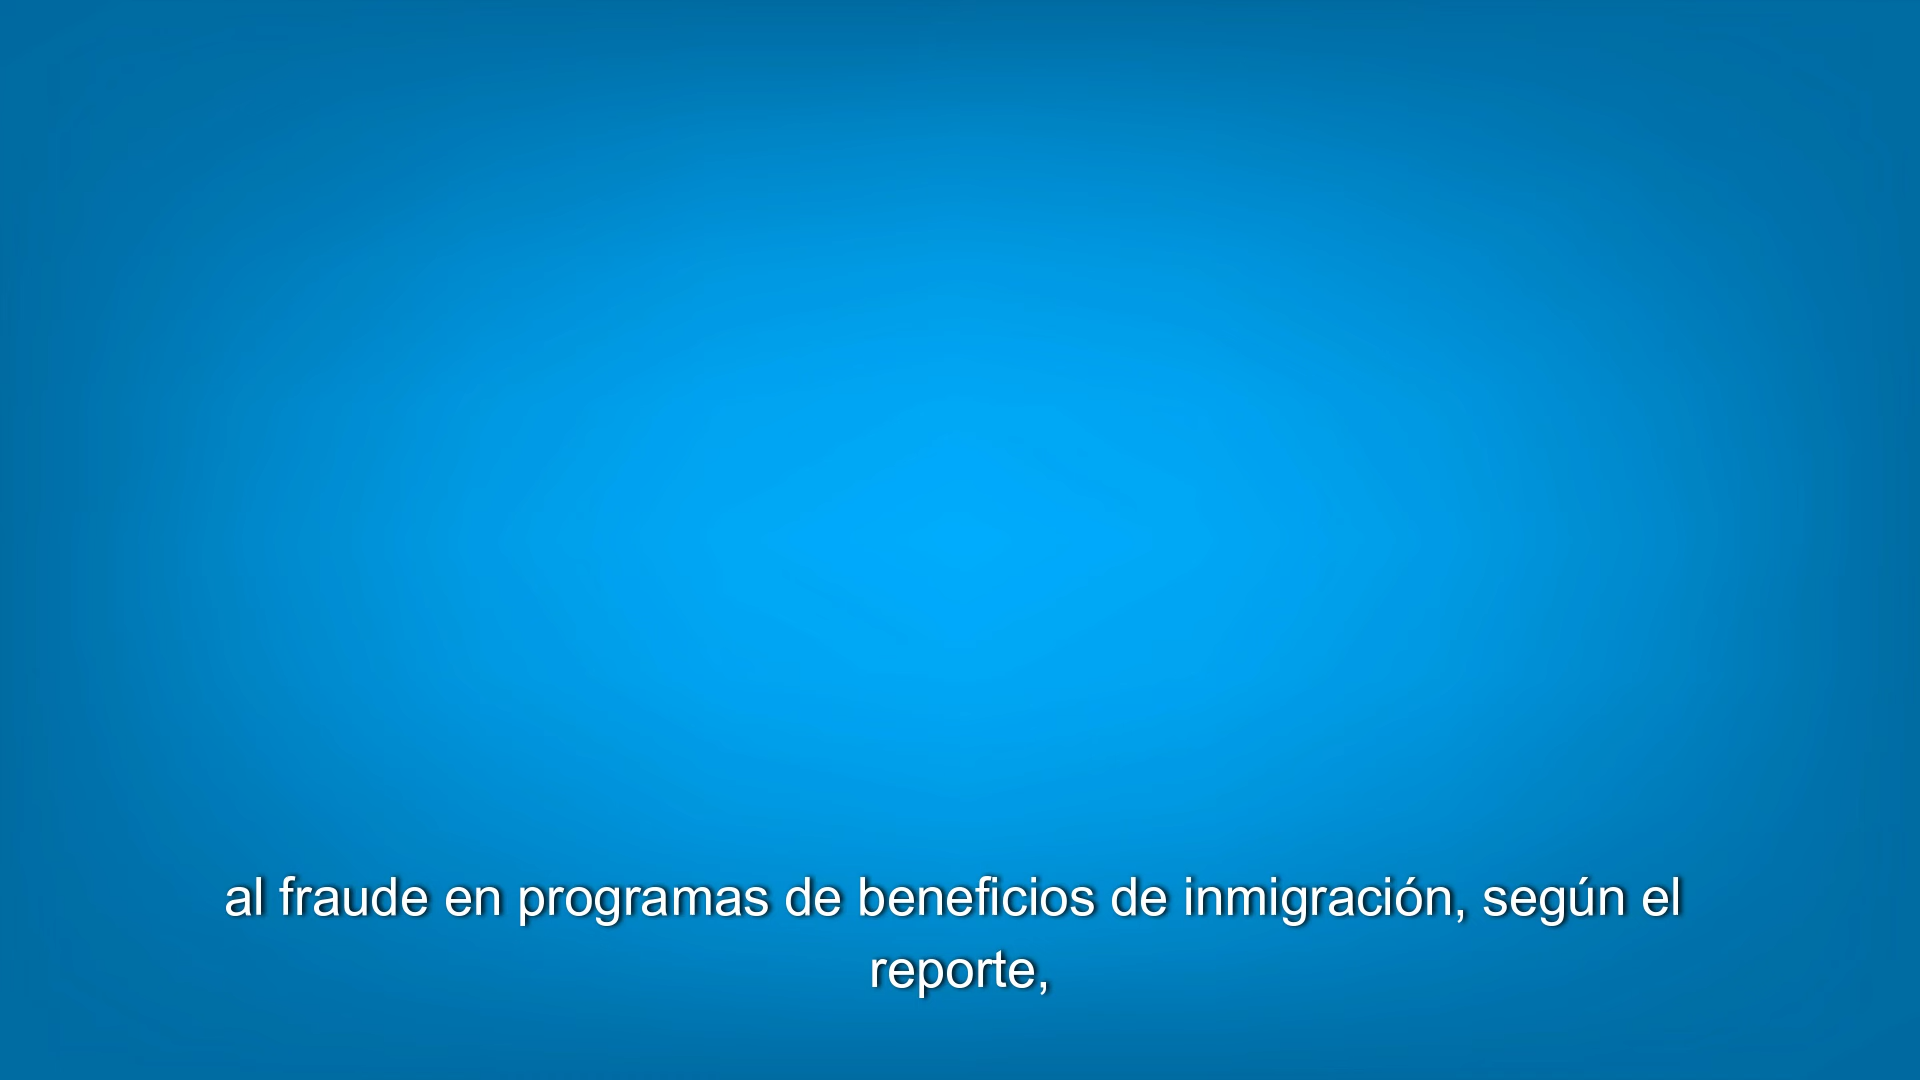 al fraude en programas de beneficios de inmigración, según el
reporte,